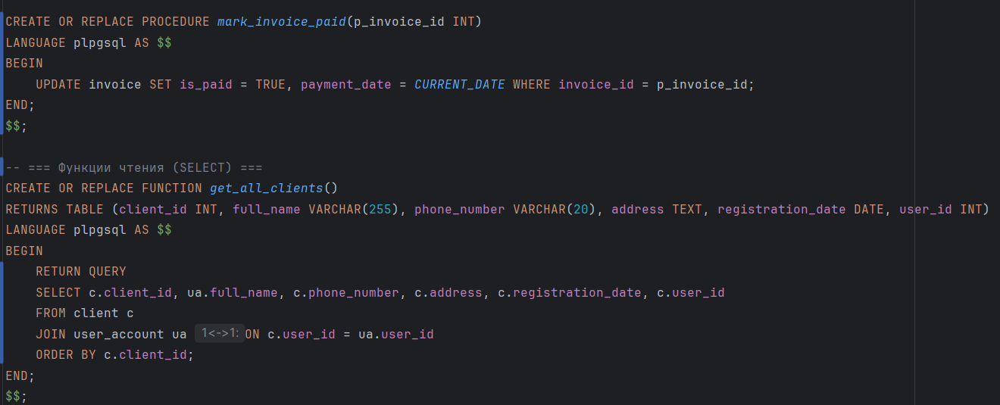 CREATE OR REPLACE PROCEDURE mark_invoice_paid(p_invoice_id INT)
LANGUAGE plpgsql AS $$
BEGIN
    UPDATE invoice SET is_paid = TRUE, payment_date = CURRENT_DATE WHERE invoice_id = p_invoice_id;
END;
$$;

-- === Функции чтения (SELECT) ===
CREATE OR REPLACE FUNCTION get_all_clients()
RETURNS TABLE (client_id INT, full_name VARCHAR(255), phone_number VARCHAR(20), address TEXT, registration_date DATE, user_id INT)
LANGUAGE plpgsql AS $$
BEGIN
    RETURN QUERY
    SELECT c.client_id, ua.full_name, c.phone_number, c.address, c.registration_date, c.user_id
    FROM client c
    JOIN user_account ua 1<->1: ON c.user_id = ua.user_id
    ORDER BY c.client_id;
END;
$$;